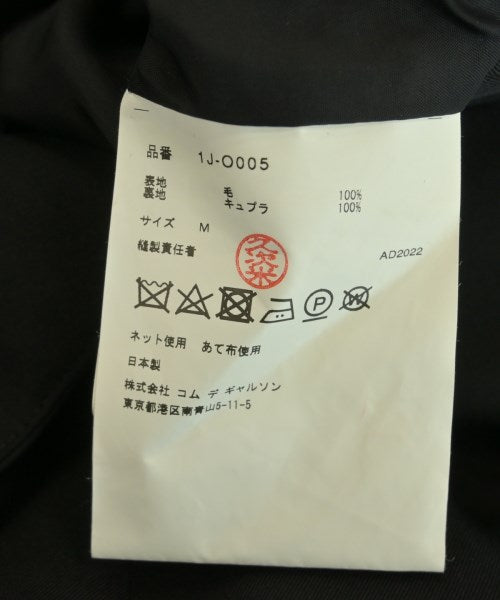 品番 1J-O005
表地 毛 100%
裏地 キュプラ 100%
サイズ M
縫製責任者
久次米
AD2022
P
W
ネット使用 あて布使用
日本製
株式会社 コム デ ギャルソン
東京都港区南青山5-11-5